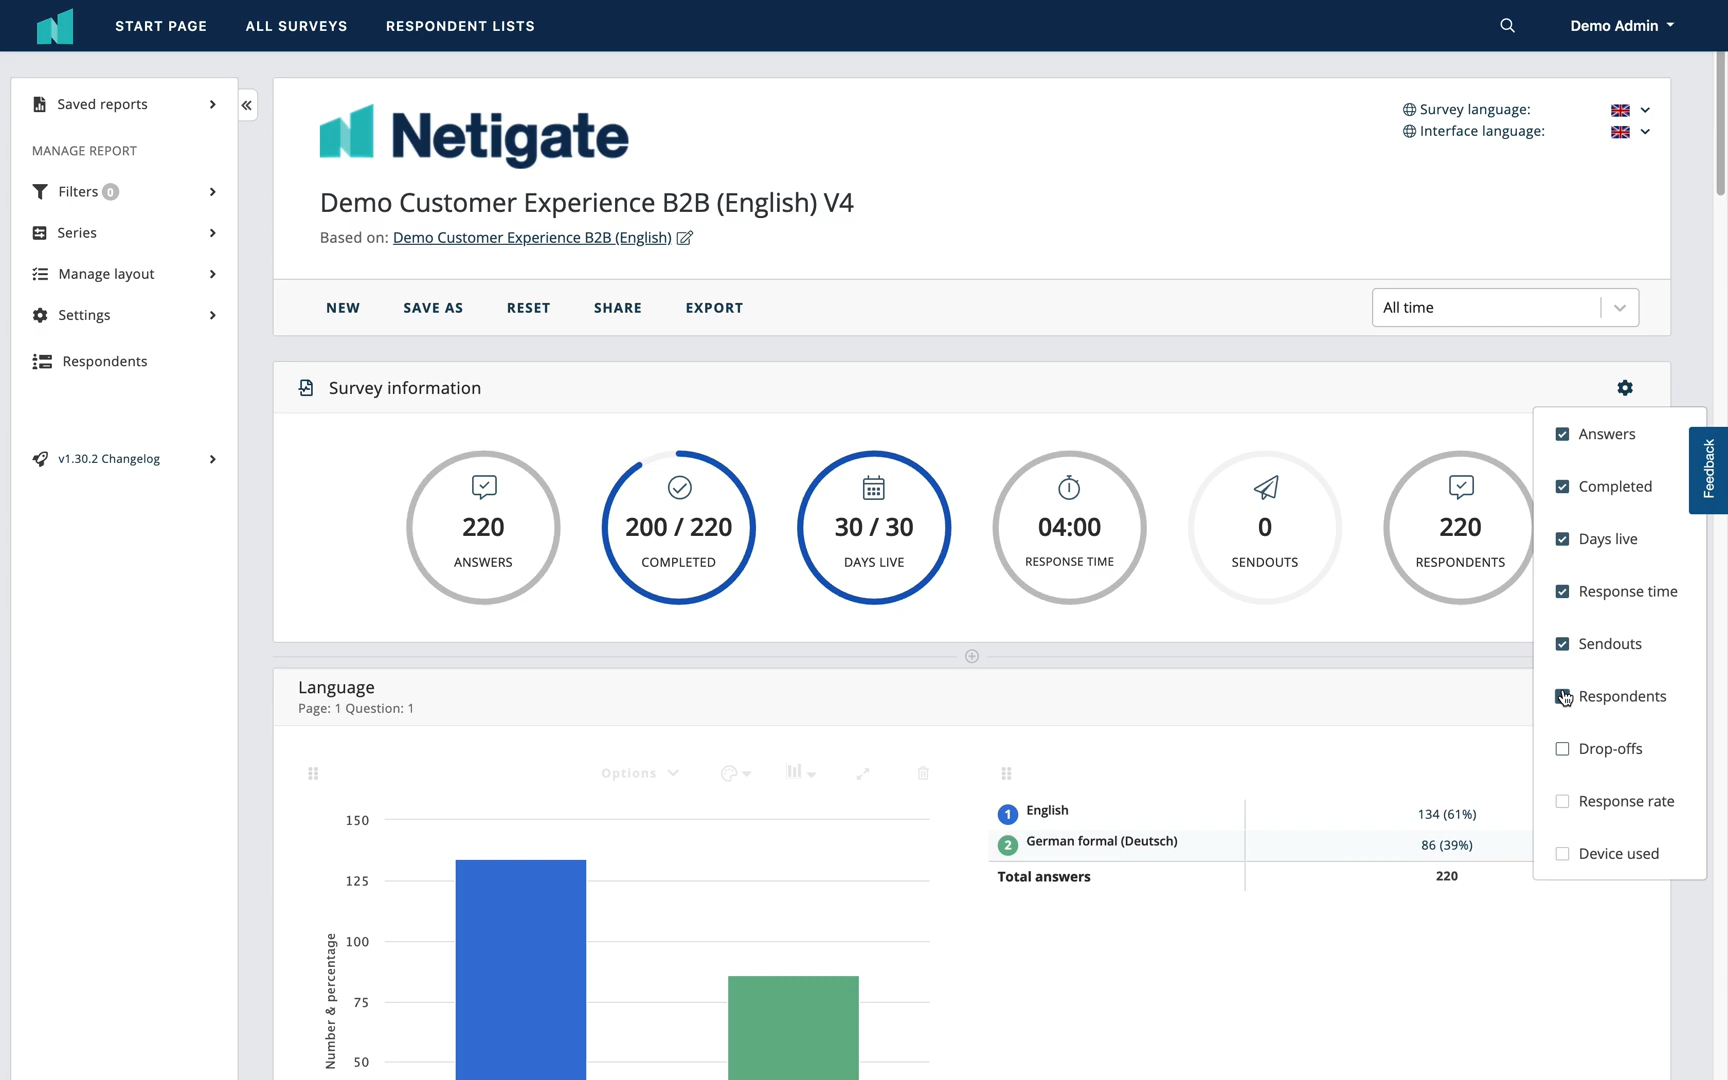 START PAGE
ALL SURVEYS
RESPONDENT LISTS
Demo Admin
Saved reports
MANAGE REPORT
Filters 0
Series
Manage layout
Settings
Respondents
v1.30.2 Changelog
Netigate
Survey language:
Interface language:
Demo Customer Experience B2B (English) V4
Based on: Demo Customer Experience B2B (English)
NEW
SAVE AS
RESET
SHARE
EXPORT
All time
Survey information
220
ANSWERS
200 / 220
COMPLETED
30 / 30
DAYS LIVE
04:00
RESPONSE TIME
0
SENDOUTS
220
RESPONDENTS
Answers
Completed
Days live
Response time
Sendouts
Respondents
Drop-offs
Response rate
Device used
Feedback
Language
Page: 1 Question: 1
Options
150
125
100
75
50
Number & percentage
1 English 134 (61%)
2 German formal (Deutsch) 86 (39%)
Total answers 220